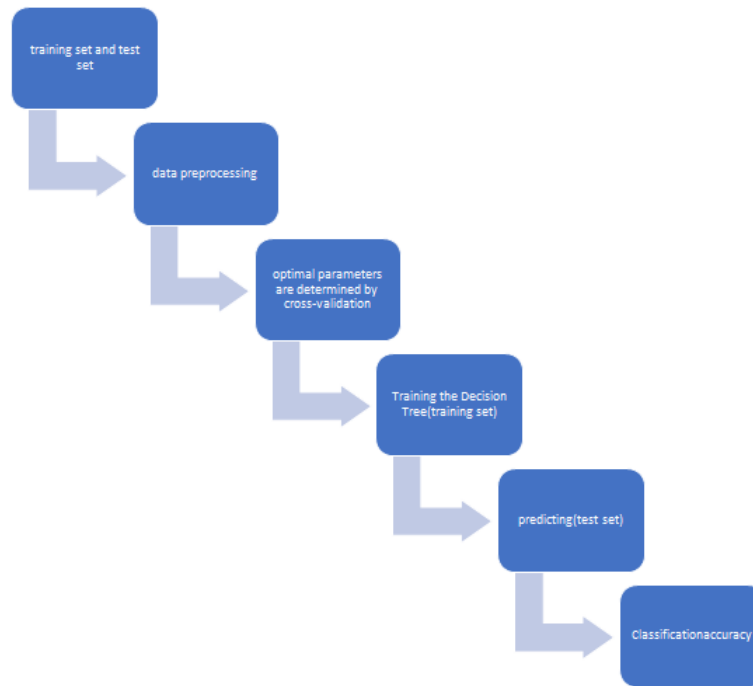 training set and test
set
data preprocessing
optimal parameters
are determined by
cross-validation
Training the Decision
Tree(training set)
predicting(test set)
Classificationaccuracy